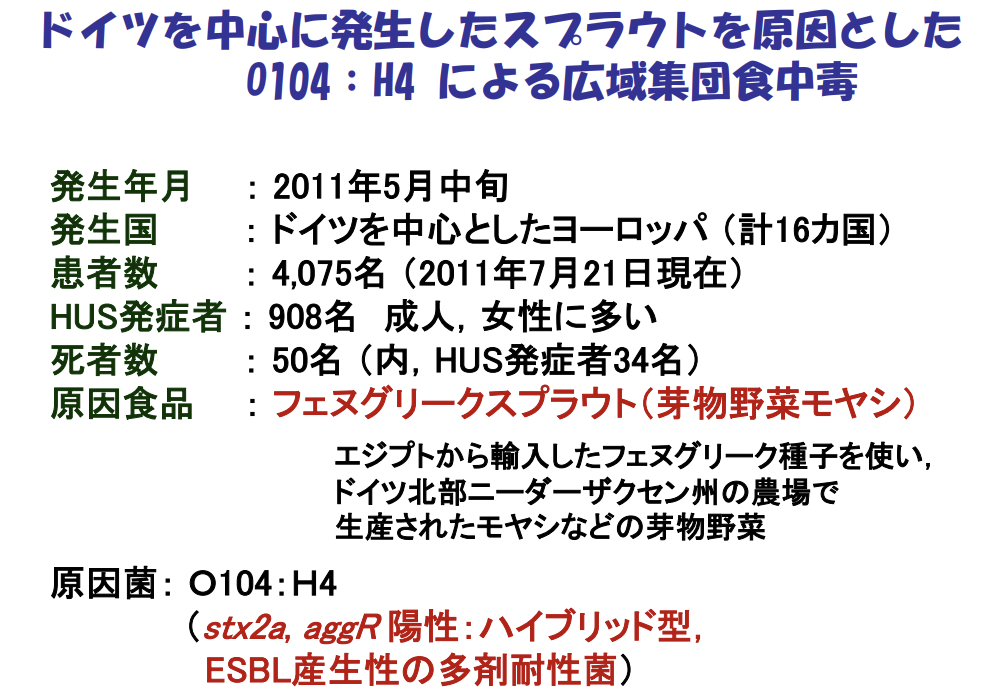 ドイツを中心に発生したスプラウトを原因とした
O104:H4 による広域集団食中毒
発生年月 : 2011年5月中旬
発生国 : ドイツを中心としたヨーロッパ（計16カ国）
患者数 : 4,075名（2011年7月21日現在）
HUS発症者 : 908名 成人，女性に多い
死者数 : 50名（内，HUS発症者34名）
原因食品 : フェヌグリークスプラウト（芽物野菜モヤシ）
エジプトから輸入したフェヌグリーク種子を使い，
ドイツ北部ニーダーザクセン州の農場で
生産されたモヤシなどの芽物野菜
原因菌： O104：H4
（stx2a, aggR 陽性：ハイブリッド型，
ESBL産生性の多剤耐性菌）